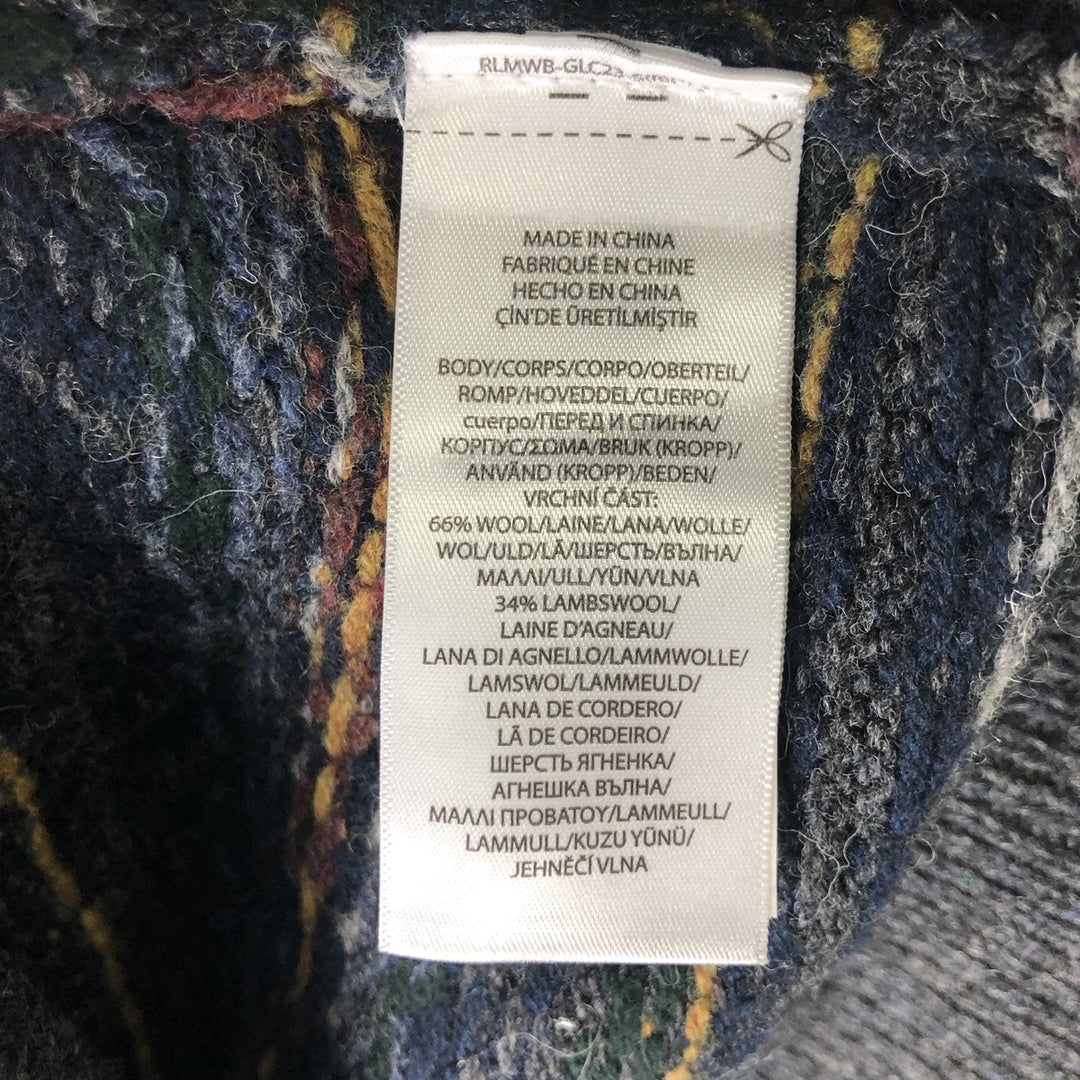 RLMWB-GLC23
MADE IN CHINA
FABRIQUÉ EN CHINE
HECHO EN CHINA
ÇİN'DE ÜRETİLMİŞTİR
BODY/CORPS/CORPO/OBERTEIL/
ROMP/HOVEDDEL/CUERPO/
cuerpo/ПЕРЕД И СПИНКА/
КОРПУС/ΣΩΜΑ/BRUK (KROPP)/
ANVÄND (KROPP)/BEDEN/
VRCHNÍ ČÁST:
66% WOOL/LAINE/LANA/WOLLE/
WOL/ULD/LÃ/ШЕРСТЬ/ВЪЛНА/
ΜΑΛΛΙ/ULL/YÜN/VLNA
34% LAMBSWOOL/
LAINE D'AGNEAU/
LANA DI AGNELLO/LAMMWOLLE/
LAMSWOL/LAMMEULD/
LANA DE CORDERO/
LÃ DE CORDEIRO/
ШЕРСТЬ ЯГНЕНКА/
АГНЕШКА ВЪЛНА/
ΜΑΛΛΙ ΠΡΟΒΑΤΟΥ/LAMMEULL/
LAMMULL/KUZU YÜNÜ/
JEHNĚČÍ VLNA